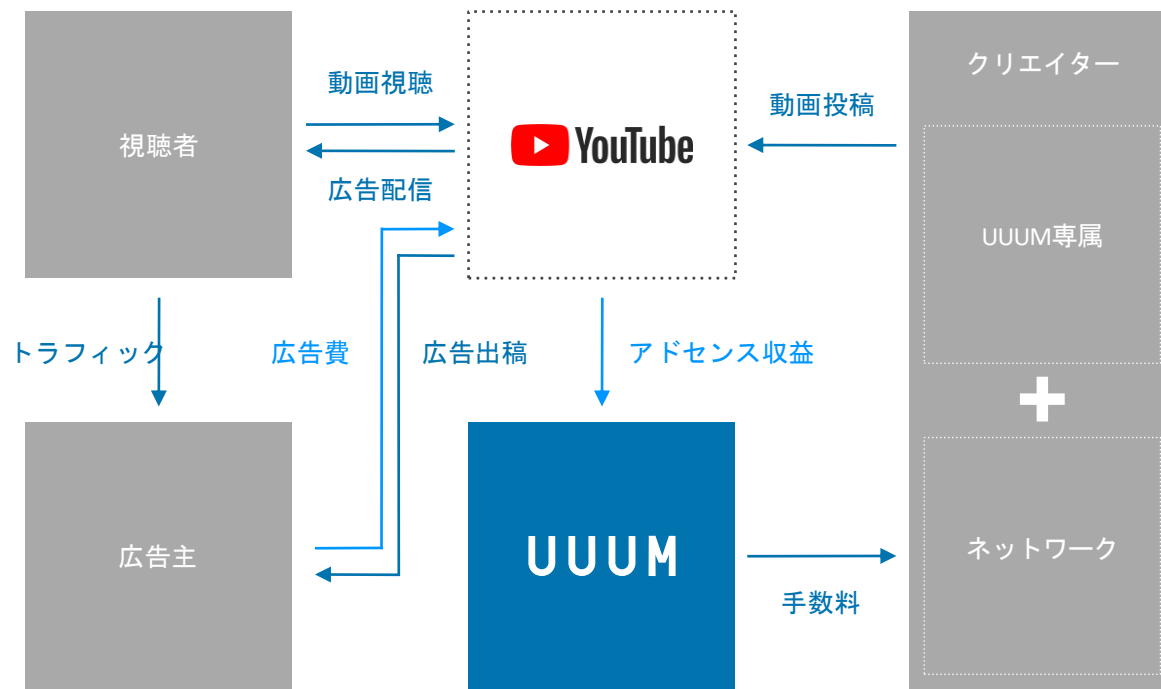 クリエイター
動画視聴
動画投稿
視聴者
YouTube
広告配信
UUUM専属
トラフィック
広告費
広告出稿
アドセンス収益
広告主
UUUM
ネットワーク
手数料